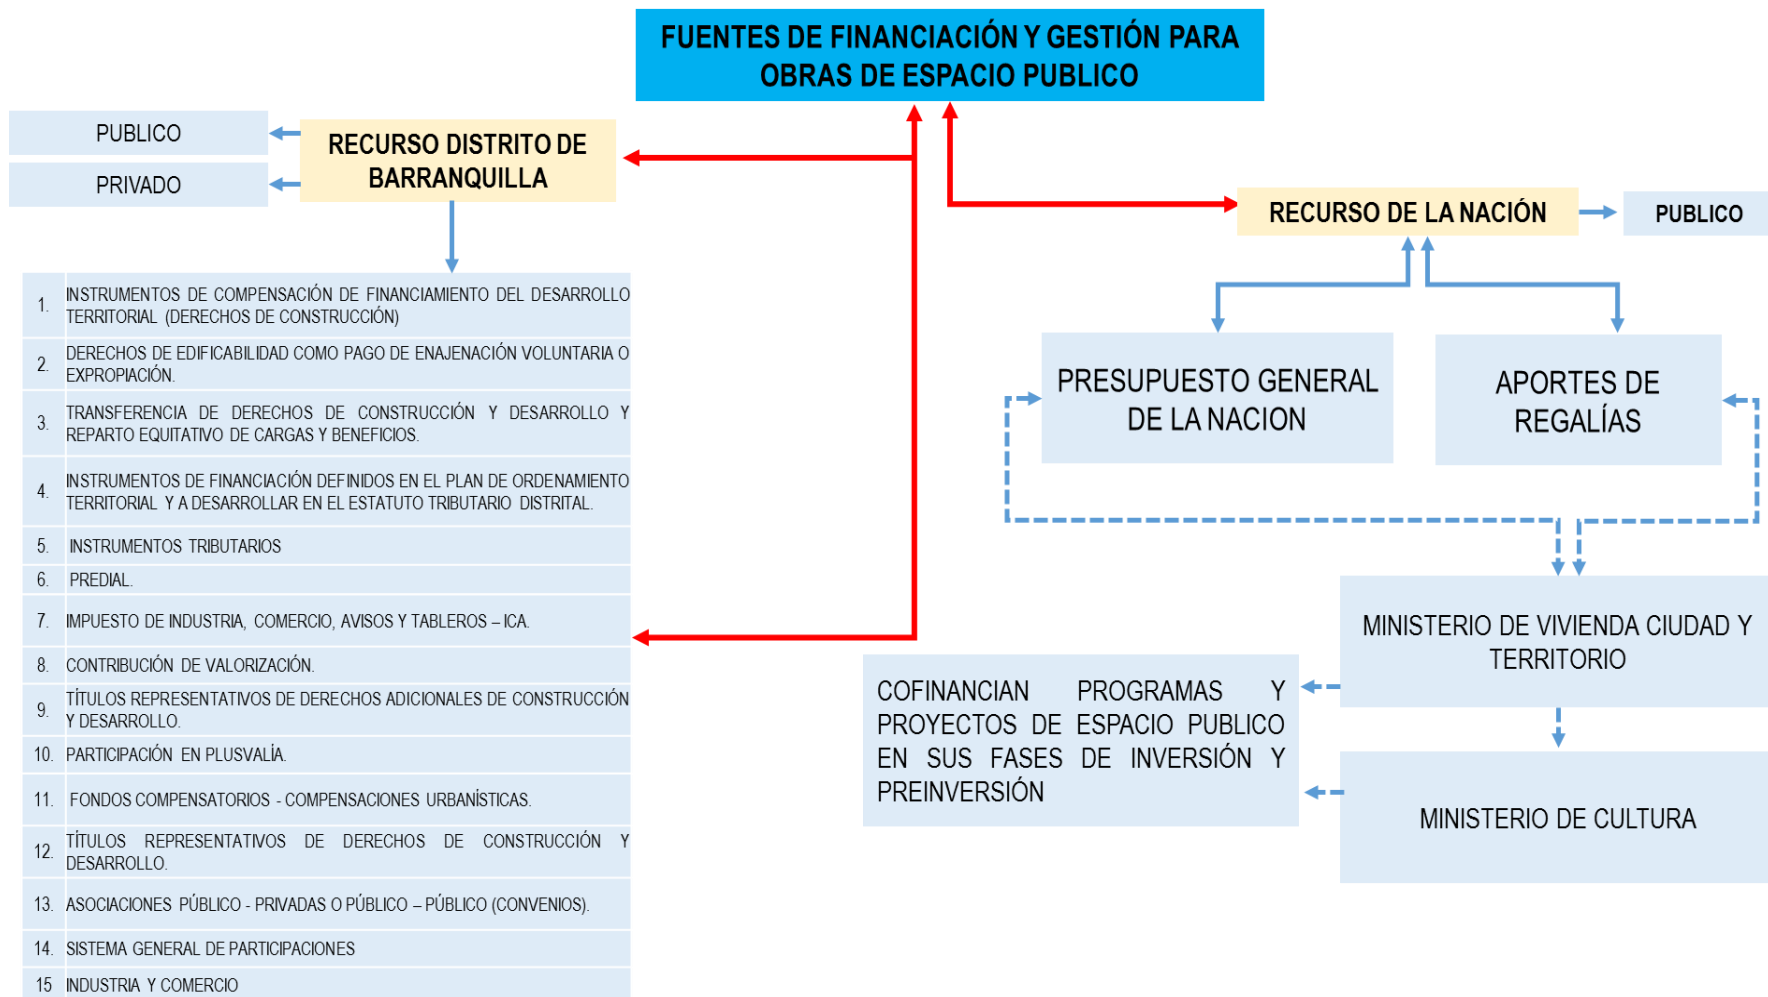 FUENTES DE FINANCIACIÓN Y GESTIÓN PARA
OBRAS DE ESPACIO PUBLICO
PUBLICO
PRIVADO
RECURSO DISTRITO DE
BARRANQUILLA
RECURSO DE LA NACIÓN
PUBLICO
1. INSTRUMENTOS DE COMPENSACIÓN DE FINANCIAMIENTO DEL DESARROLLO
TERRITORIAL (DERECHOS DE CONSTRUCCIÓN)
2. DERECHOS DE EDIFICABILIDAD COMO PAGO DE ENAJENACIÓN VOLUNTARIA O
EXPROPIACIÓN.
3. TRANSFERENCIA DE DERECHOS DE CONSTRUCCIÓN Y DESARROLLO Y
REPARTO EQUITATIVO DE CARGAS Y BENEFICIOS.
4. INSTRUMENTOS DE FINANCIACIÓN DEFINIDOS EN EL PLAN DE ORDENAMIENTO
TERRITORIAL Y A DESARROLLAR EN EL ESTATUTO TRIBUTARIO DISTRITAL.
5. INSTRUMENTOS TRIBUTARIOS
6. PREDIAL.
7. IMPUESTO DE INDUSTRIA, COMERCIO, AVISOS Y TABLEROS – ICA.
8. CONTRIBUCIÓN DE VALORIZACIÓN.
9. TÍTULOS REPRESENTATIVOS DE DERECHOS ADICIONALES DE CONSTRUCCIÓN
Y DESARROLLO.
10. PARTICIPACIÓN EN PLUSVALÍA.
11. FONDOS COMPENSATORIOS - COMPENSACIONES URBANÍSTICAS.
12. TÍTULOS REPRESENTATIVOS DE DERECHOS DE CONSTRUCCIÓN Y
DESARROLLO.
13. ASOCIACIONES PÚBLICO - PRIVADAS O PÚBLICO – PÚBLICO (CONVENIOS).
14. SISTEMA GENERAL DE PARTICIPACIONES
15 INDUSTRIA Y COMERCIO
PRESUPUESTO GENERAL
DE LA NACION
APORTES DE
REGALÍAS
MINISTERIO DE VIVIENDA CIUDAD Y
TERRITORIO
COFINANCIAN PROGRAMAS Y
PROYECTOS DE ESPACIO PUBLICO
EN SUS FASES DE INVERSIÓN Y
PREINVERSIÓN
MINISTERIO DE CULTURA